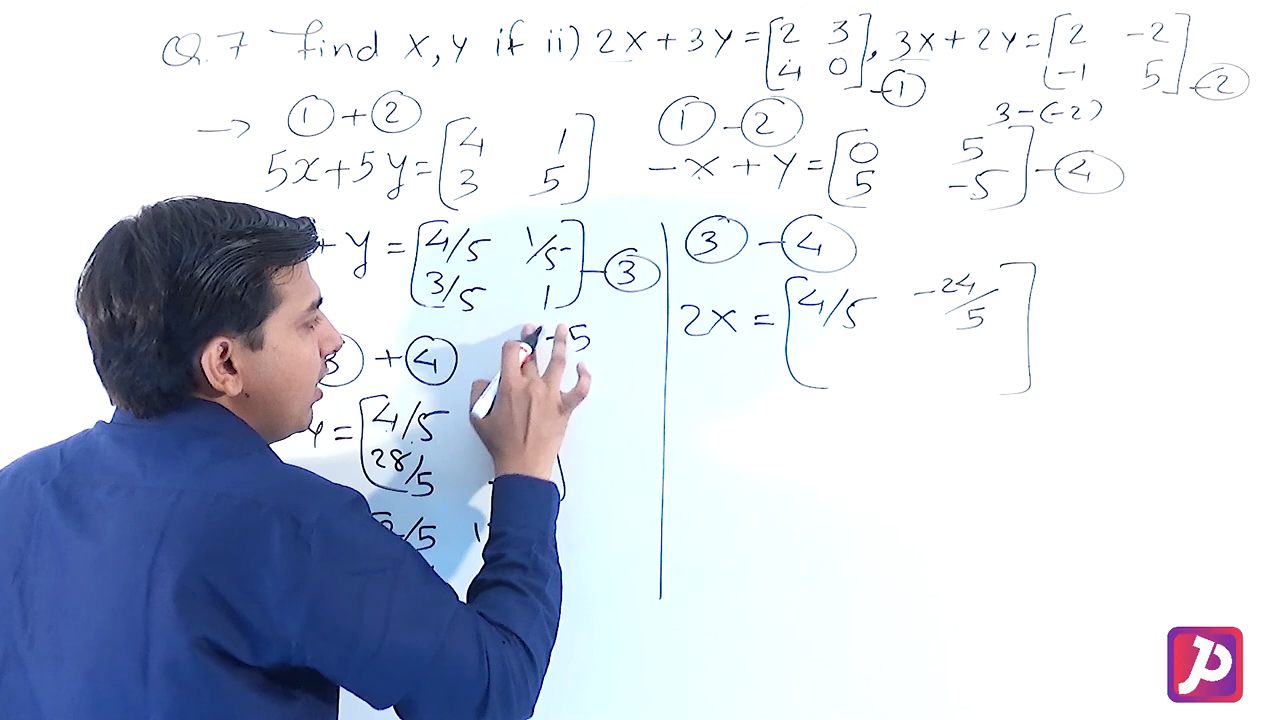 Q.7 Find X, Y if ii) 2X + 3Y = [2 3; 4 0] -①, 3X + 2Y = [2 -2; -1 5] -②
→ ① + ②
5X + 5Y = [4 1; 3 5]
+ Y = [4/5 1/5; 3/5 1] -③
+ ④
-5
= [4/5; 28/5
/5
① - ②
3-(-2)
-X + Y = [0 5; 5 -5] -④
③ - ④
2X = [4/5 -24/5]